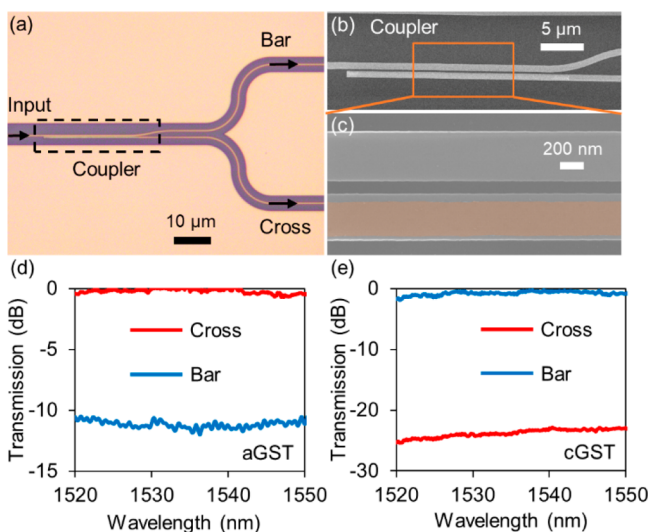 (a)
Bar
Input
Coupler
10 μm
Cross
(b)
Coupler
5 μm
(c)
200 nm
(d)
0
-5
-10
-15
Transmission (dB)
Cross
Bar
aGST
1520
1530
1540
1550
Wavelength (nm)
(e)
0
-10
-20
-30
Transmission (dB)
Cross
Bar
cGST
1520
1530
1540
1550
Wavelength (nm)